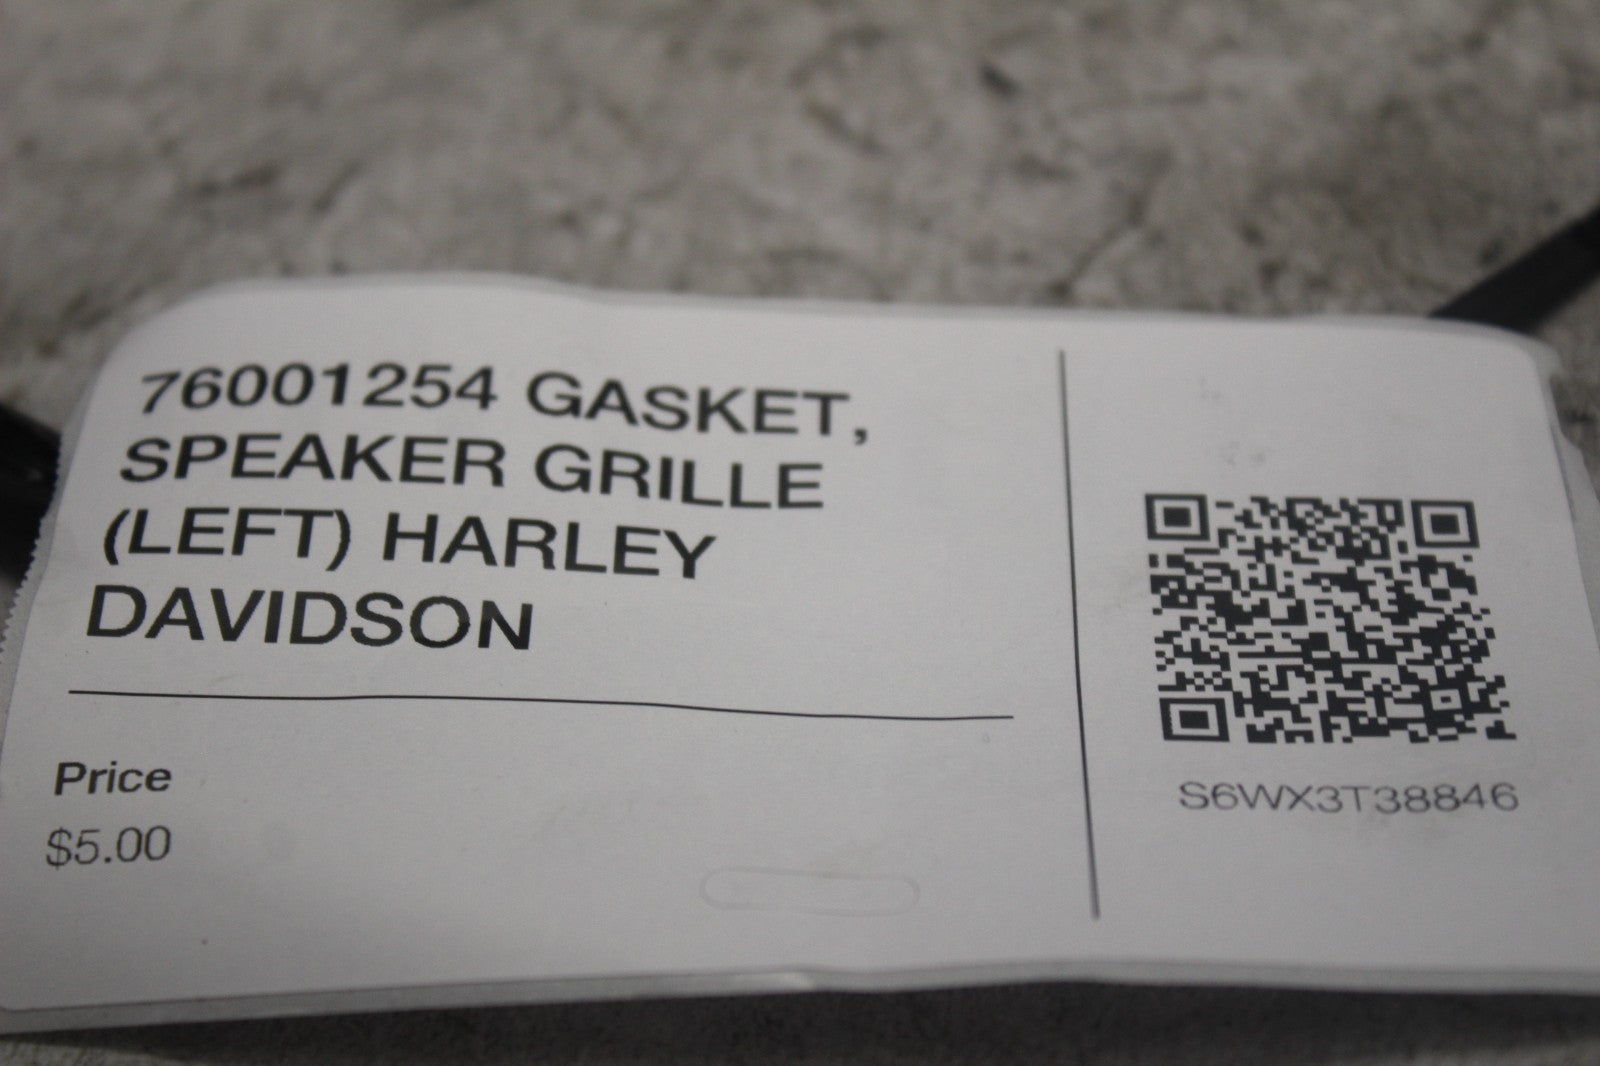 76001254 GASKET,
SPEAKER GRILLE
(LEFT) HARLEY
DAVIDSON
Price
$5.00
S6WX3T38846